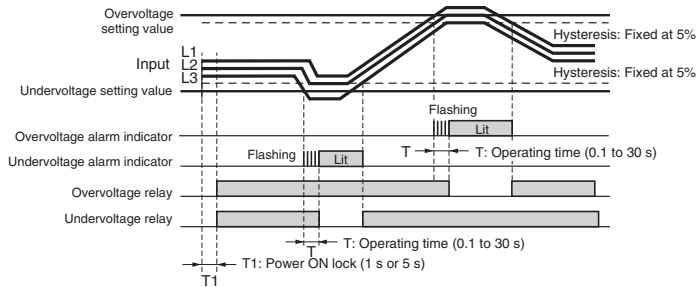 Overvoltage
setting value
Hysteresis: Fixed at 5%
L1
Input L2
L3
Hysteresis: Fixed at 5%
Undervoltage setting value
Flashing
Overvoltage alarm indicator
Lit
T T: Operating time (0.1 to 30 s)
Flashing
Lit
Undervoltage alarm indicator
Overvoltage relay
Undervoltage relay
T T: Operating time (0.1 to 30 s)
T1: Power ON lock (1 s or 5 s)
T1